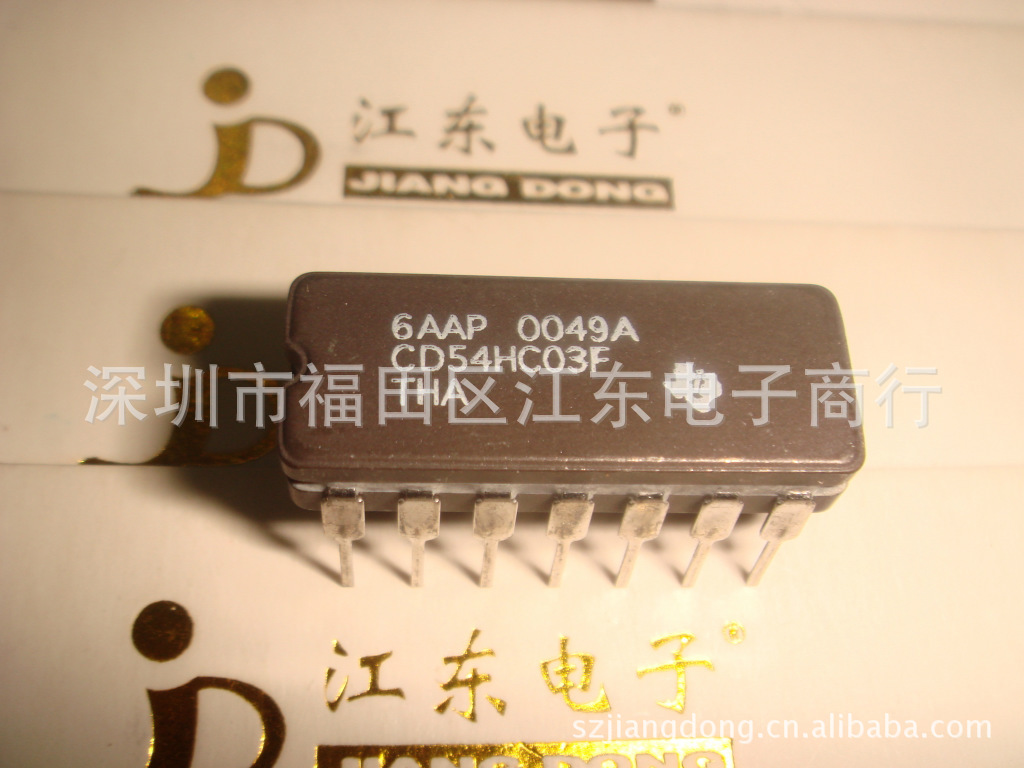 江东电子®
JIANG DONG
6AAP 0049A
CD54HC03F
THA
深圳市福田区江东电子商行
江东电子®
szjiangdong.cn.alibaba.com